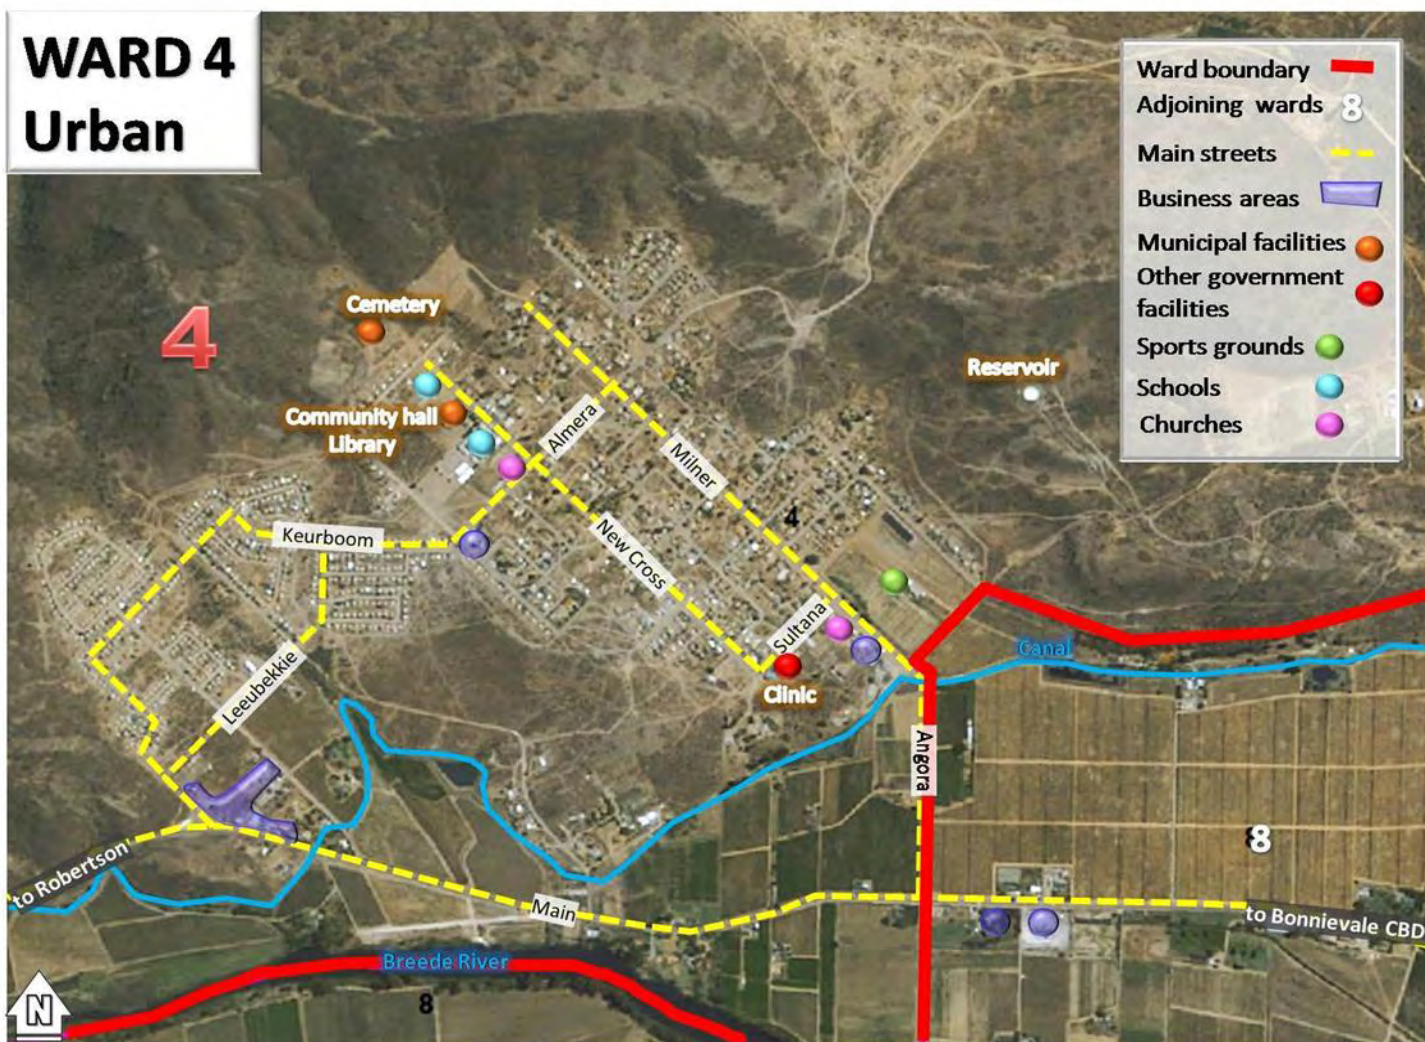 WARD 4
Urban
Ward boundary
Adjoining wards 8
Main streets
Business areas
Municipal facilities
Other government
facilities
Sports grounds
Schools
Churches
Cemetery
4
Reservoir
Community hall
Library
Almera
Milner
4
Keurboom
New Cross
Sultana
Canal
Clinic
Leeubekkie
Angora
8
to Robertson
Main
to Bonnievale CBD
Breede River
8
N